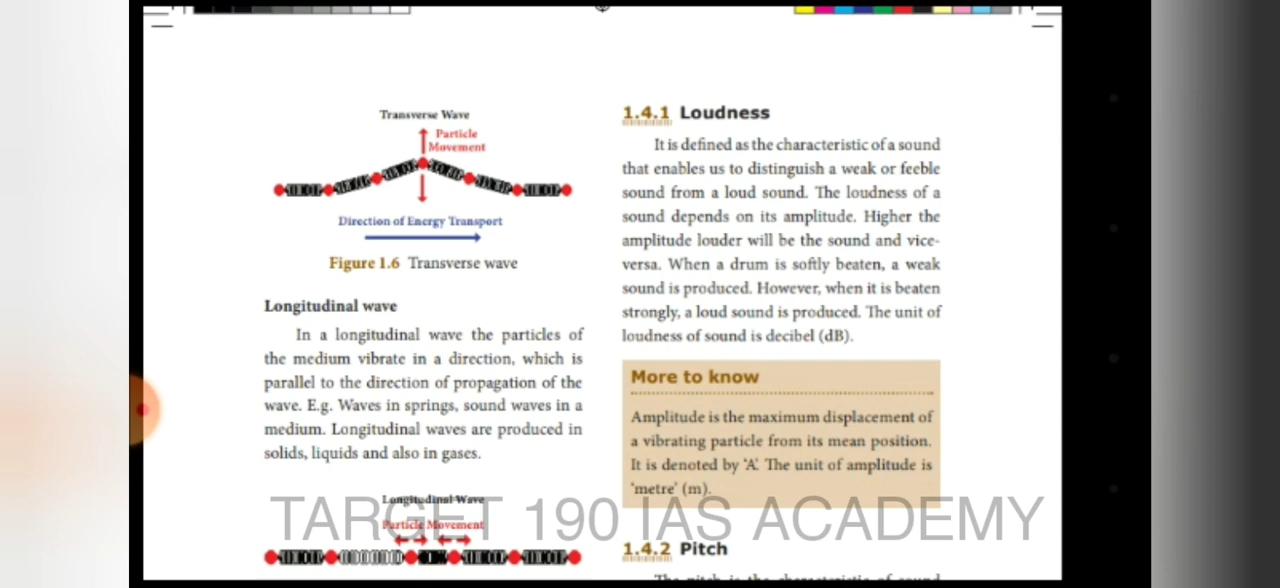 Transverse Wave
Particle
Movement
Direction of Energy Transport
Figure 1.6 Transverse wave
Longitudinal wave
In a longitudinal wave the particles of
the medium vibrate in a direction, which is
parallel to the direction of propagation of the
wave. E.g. Waves in springs, sound waves in a
medium. Longitudinal waves are produced in
solids, liquids and also in gases.
Longitudinal Wave
Particle Movement
1.4.1 Loudness
It is defined as the characteristic of a sound
that enables us to distinguish a weak or feeble
sound from a loud sound. The loudness of a
sound depends on its amplitude. Higher the
amplitude louder will be the sound and vice-
versa. When a drum is softly beaten, a weak
sound is produced. However, when it is beaten
strongly, a loud sound is produced. The unit of
loudness of sound is decibel (dB).
More to know
Amplitude is the maximum displacement of
a vibrating particle from its mean position.
It is denoted by ‘A’. The unit of amplitude is
‘metre’ (m).
TARGET 190 IAS ACADEMY
1.4.2 Pitch
The pitch is the characteristic of sound